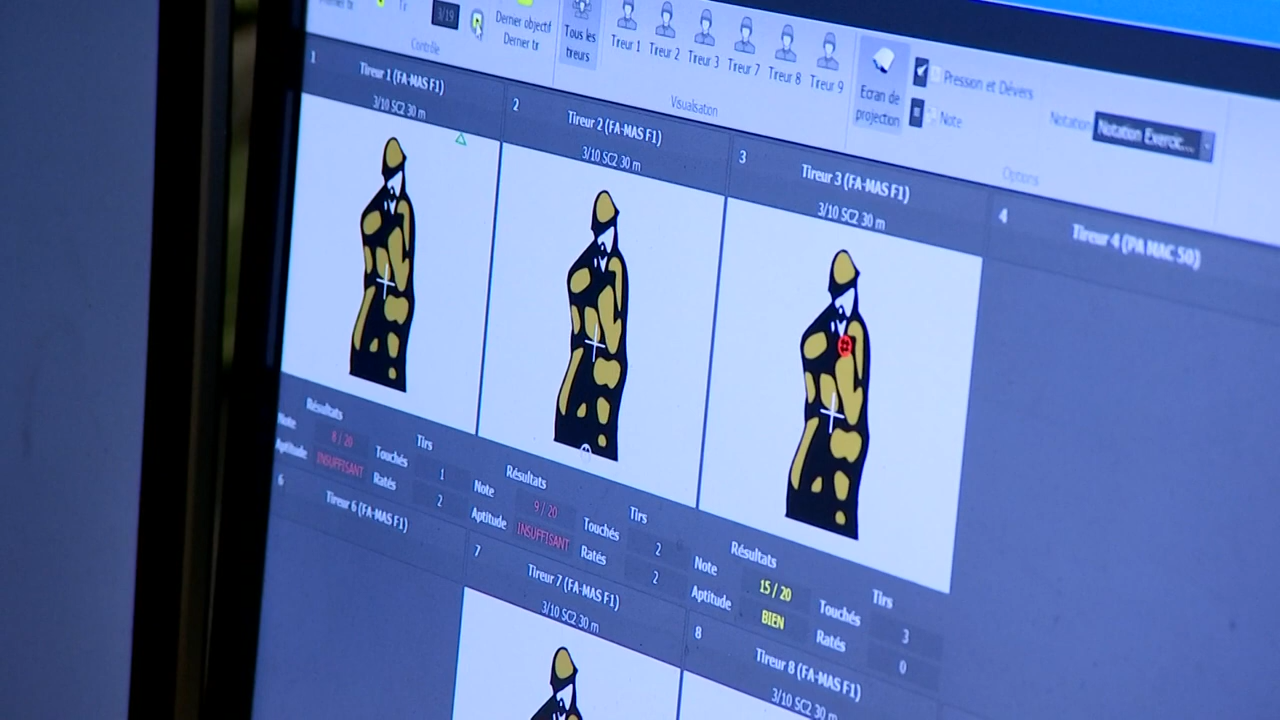 Tir
3/19
Contrôle
Dernier objectif
Dernier tir
Tous les
tireurs
Tireur 1
Tireur 2
Tireur 3
Tireur 7
Tireur 8
Tireur 9
Visualisation
Ecran de
projection
Pression et Dévers
Note
Notation
Notation Exercic...
Options
1
Tireur 1 (FA-MAS F1)
3/10 SC2 30 m
2
Tireur 2 (FA-MAS F1)
3/10 SC2 30 m
3
Tireur 3 (FA-MAS F1)
3/10 SC2 30 m
4
Tireur 4 (PA MAC 50)
Résultats
Note
8 / 20
Aptitude
INSUFFISANT
Tirs
Touchés
1
Ratés
2
Résultats
Note
9 / 20
Aptitude
INSUFFISANT
Tirs
Touchés
2
Ratés
2
Résultats
Note
15 / 20
Aptitude
BIEN
Tirs
Touchés
3
Ratés
0
6
Tireur 6 (FA-MAS F1)
7
Tireur 7 (FA-MAS F1)
3/10 SC2 30 m
8
Tireur 8 (FA-MAS F1)
3/10 SC2 30 m